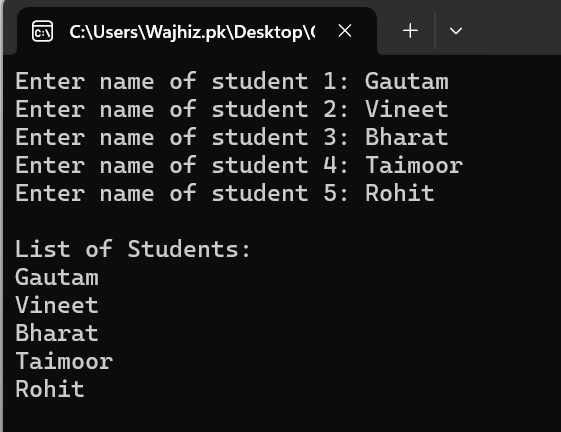 C:\Users\Wajhiz.pk\Desktop\
Enter name of student 1: Gautam
Enter name of student 2: Vineet
Enter name of student 3: Bharat
Enter name of student 4: Taimoor
Enter name of student 5: Rohit
List of Students:
Gautam
Vineet
Bharat
Taimoor
Rohit